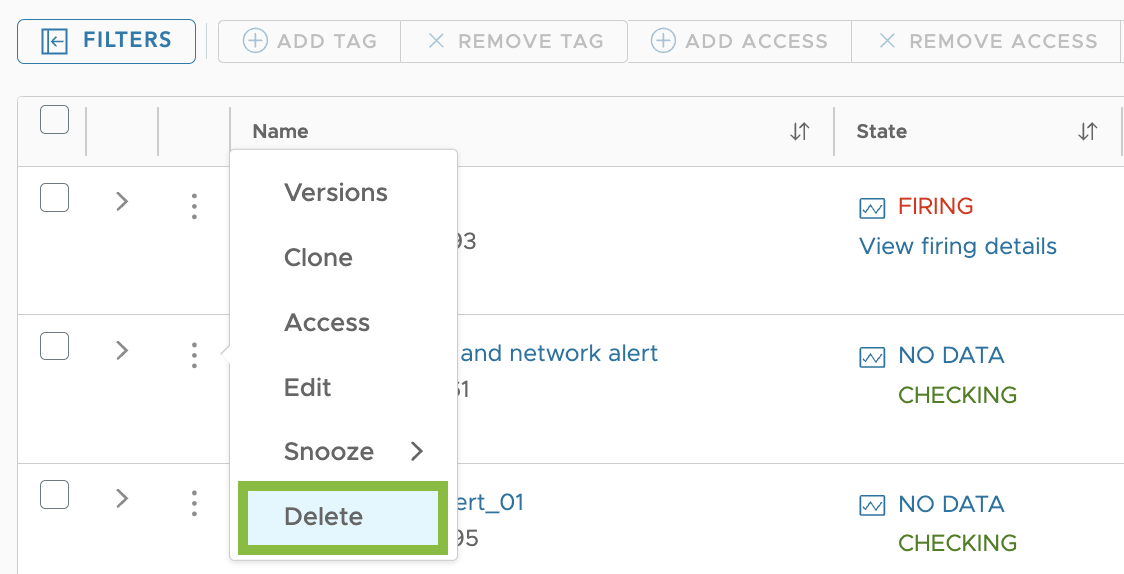 FILTERS
ADD TAG
REMOVE TAG
ADD ACCESS
REMOVE ACCESS
Name
State
Versions
Clone
Access
Edit
Snooze
Delete
93
FIRING
View firing details
and network alert
51
NO DATA
CHECKING
ert_01
95
NO DATA
CHECKING